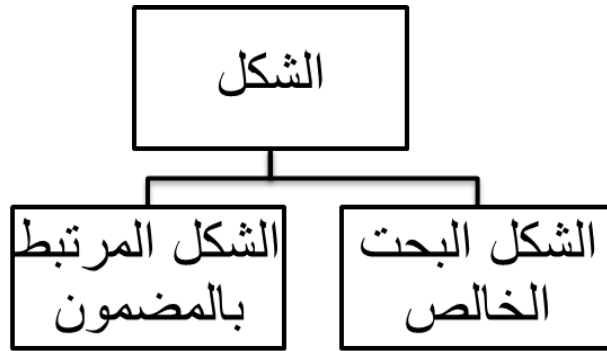 الشكل
الشكل البحت
الخالص
الشكل المرتبط
بالمضمون